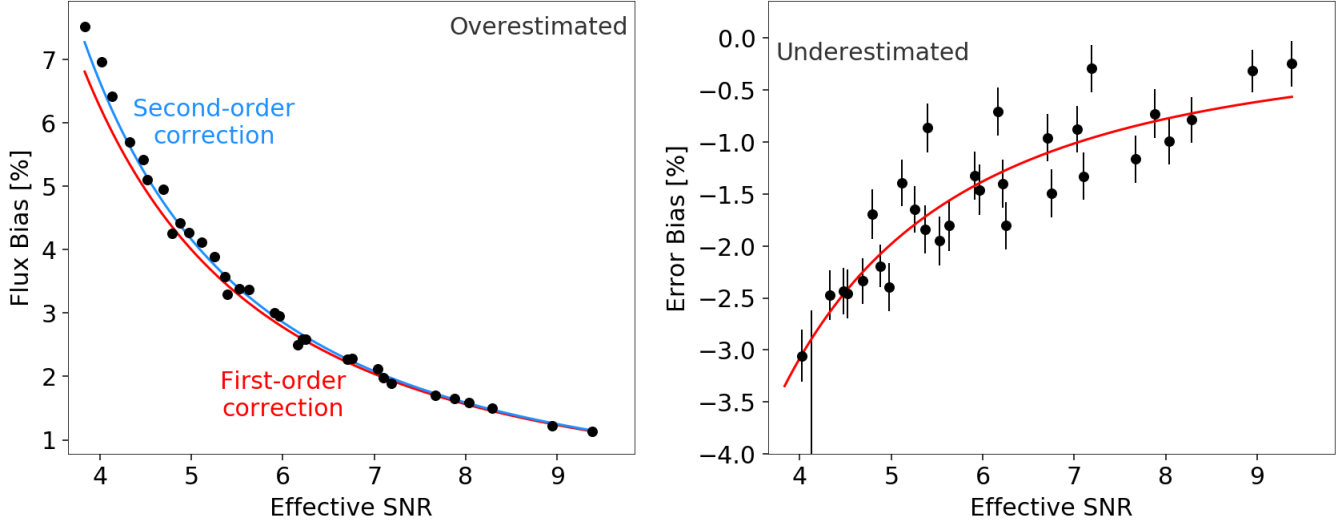 Overestimated
Second-order
correction
First-order
correction
Flux Bias [%]
7
6
5
4
3
2
1
4 5 6 7 8 9
Effective SNR
Underestimated
Error Bias [%]
0.0
−0.5
−1.0
−1.5
−2.0
−2.5
−3.0
−3.5
−4.0
4 5 6 7 8 9
Effective SNR